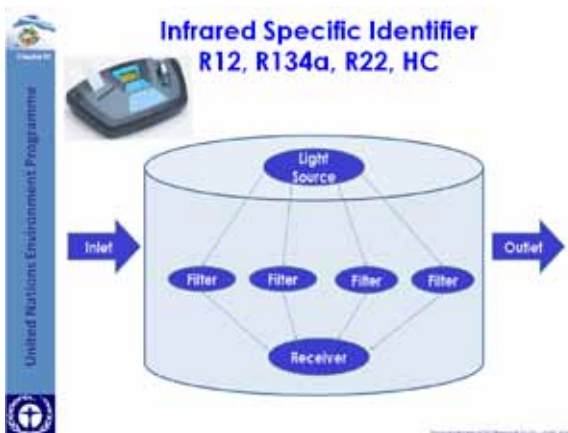 Infrared Specific Identifier
R12, R134a, R22, HC
United Nations Environment Programme
Light
Source
Inlet
Outlet
Filter
Filter
Filter
Filter
Receiver